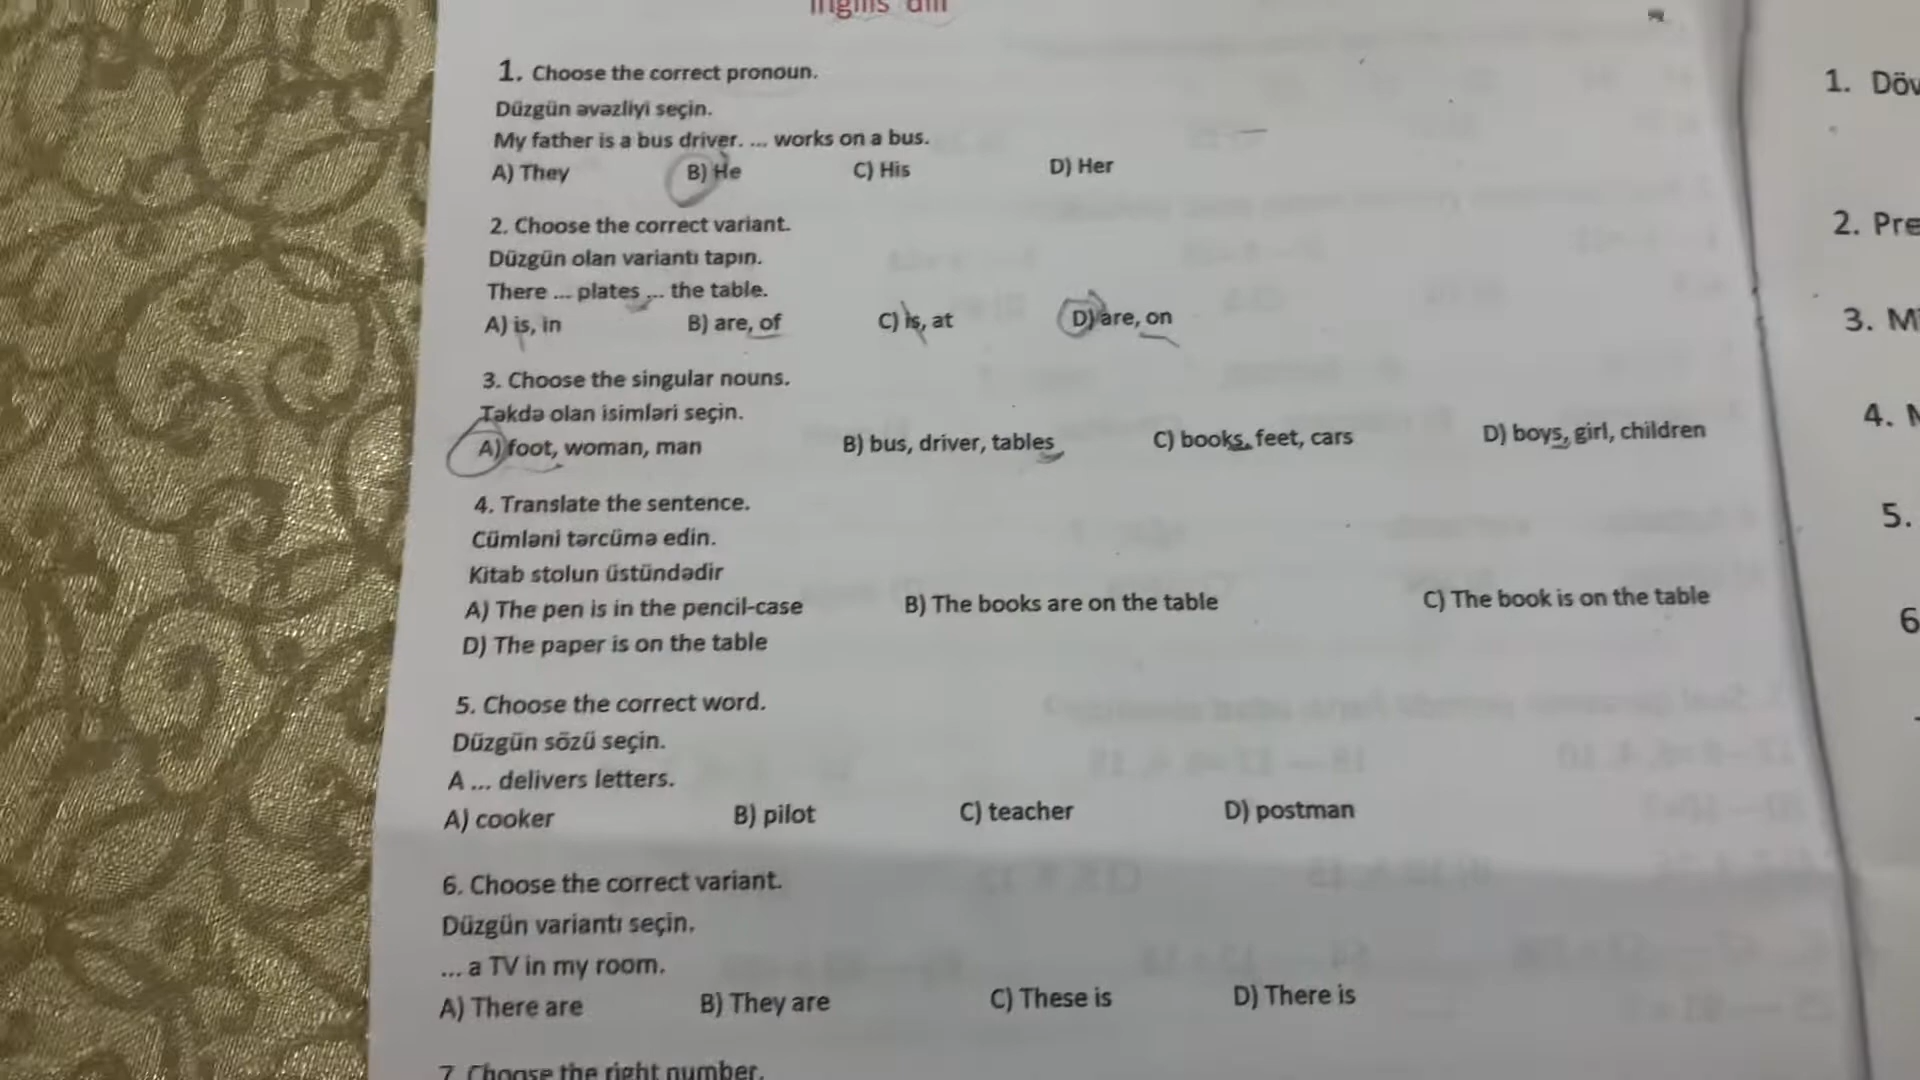 1. Choose the correct pronoun.
Düzgün əvəzliyi seçin.
My father is a bus driver. ... works on a bus.
A) They B) He C) His D) Her
2. Choose the correct variant.
Düzgün olan variantı tapın.
There ... plates ... the table.
A) is, in B) are, of C) is, at D) are, on
3. Choose the singular nouns.
Təkdə olan isimləri seçin.
A) foot, woman, man B) bus, driver, tables C) books, feet, cars D) boys, girl, children
4. Translate the sentence.
Cümləni tərcümə edin.
Kitab stolun üstündədir
A) The pen is in the pencil-case B) The books are on the table C) The book is on the table
D) The paper is on the table
5. Choose the correct word.
Düzgün sözü seçin.
A ... delivers letters.
A) cooker B) pilot C) teacher D) postman
6. Choose the correct variant.
Düzgün variantı seçin.
... a TV in my room.
A) There are B) They are C) These is D) There is
7. Choose the right number.
1.
2.
3.
4.
5.
6